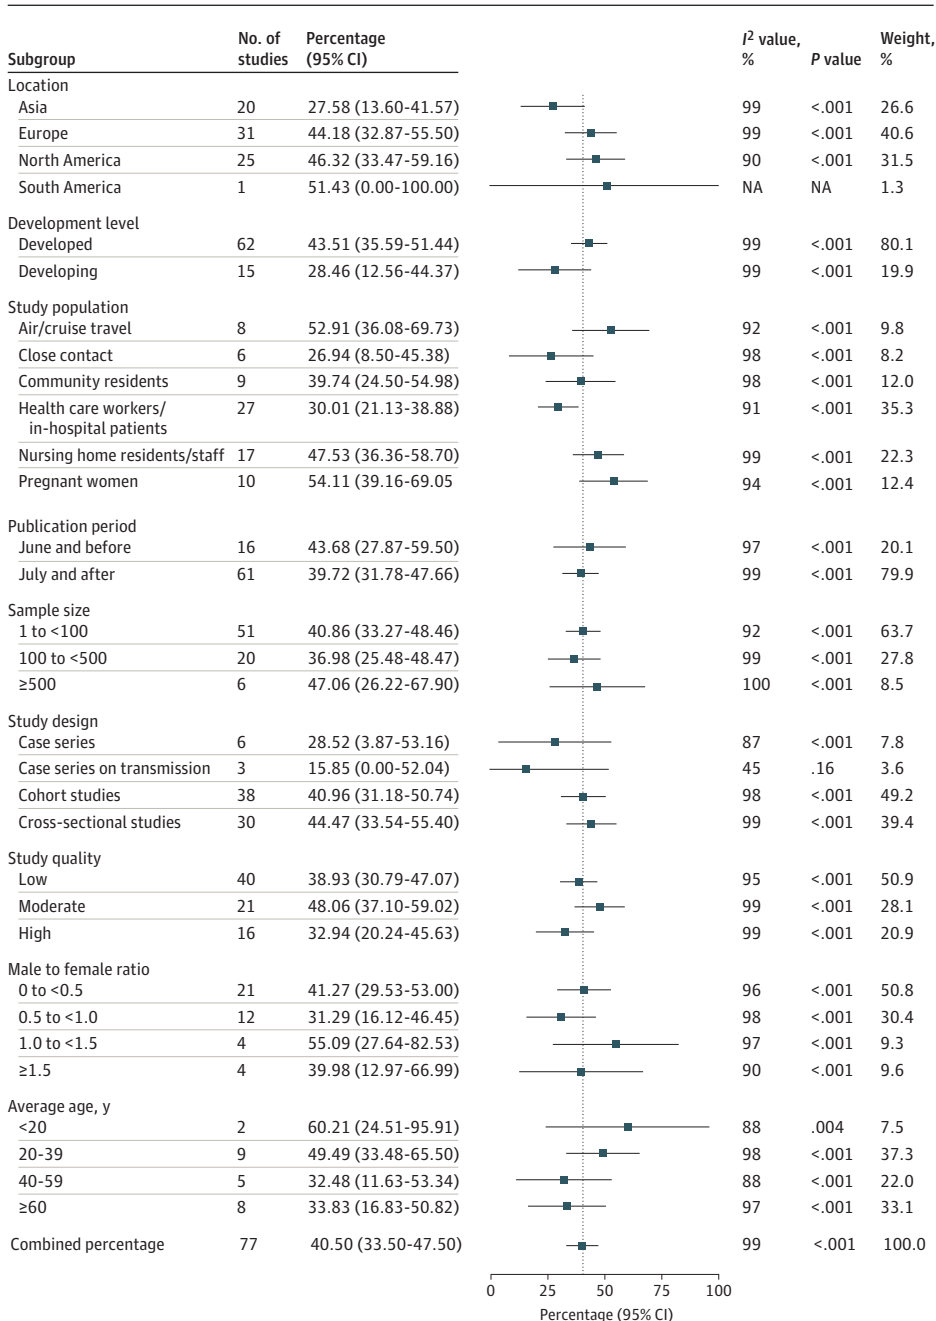 Subgroup No. of studies Percentage (95% CI) I2 value, % P value Weight, %
Location
Asia 20 27.58 (13.60-41.57) 99 <.001 26.6
Europe 31 44.18 (32.87-55.50) 99 <.001 40.6
North America 25 46.32 (33.47-59.16) 90 <.001 31.5
South America 1 51.43 (0.00-100.00) NA NA 1.3
Development level
Developed 62 43.51 (35.59-51.44) 99 <.001 80.1
Developing 15 28.46 (12.56-44.37) 99 <.001 19.9
Study population
Air/cruise travel 8 52.91 (36.08-69.73) 92 <.001 9.8
Close contact 6 26.94 (8.50-45.38) 98 <.001 8.2
Community residents 9 39.74 (24.50-54.98) 98 <.001 12.0
Health care workers/ 27 30.01 (21.13-38.88) 91 <.001 35.3
in-hospital patients
Nursing home residents/staff 17 47.53 (36.36-58.70) 99 <.001 22.3
Pregnant women 10 54.11 (39.16-69.05 94 <.001 12.4
Publication period
June and before 16 43.68 (27.87-59.50) 97 <.001 20.1
July and after 61 39.72 (31.78-47.66) 99 <.001 79.9
Sample size
1 to <100 51 40.86 (33.27-48.46) 92 <.001 63.7
100 to <500 20 36.98 (25.48-48.47) 99 <.001 27.8
≥500 6 47.06 (26.22-67.90) 100 <.001 8.5
Study design
Case series 6 28.52 (3.87-53.16) 87 <.001 7.8
Case series on transmission 3 15.85 (0.00-52.04) 45 .16 3.6
Cohort studies 38 40.96 (31.18-50.74) 98 <.001 49.2
Cross-sectional studies 30 44.47 (33.54-55.40) 99 <.001 39.4
Study quality
Low 40 38.93 (30.79-47.07) 95 <.001 50.9
Moderate 21 48.06 (37.10-59.02) 99 <.001 28.1
High 16 32.94 (20.24-45.63) 99 <.001 20.9
Male to female ratio
0 to <0.5 21 41.27 (29.53-53.00) 96 <.001 50.8
0.5 to <1.0 12 31.29 (16.12-46.45) 98 <.001 30.4
1.0 to <1.5 4 55.09 (27.64-82.53) 97 <.001 9.3
≥1.5 4 39.98 (12.97-66.99) 90 <.001 9.6
Average age, y
<20 2 60.21 (24.51-95.91) 88 .004 7.5
20-39 9 49.49 (33.48-65.50) 98 <.001 37.3
40-59 5 32.48 (11.63-53.34) 88 <.001 22.0
≥60 8 33.83 (16.83-50.82) 97 <.001 33.1
Combined percentage 77 40.50 (33.50-47.50) 99 <.001 100.0
0 25 50 75 100
Percentage (95% CI)